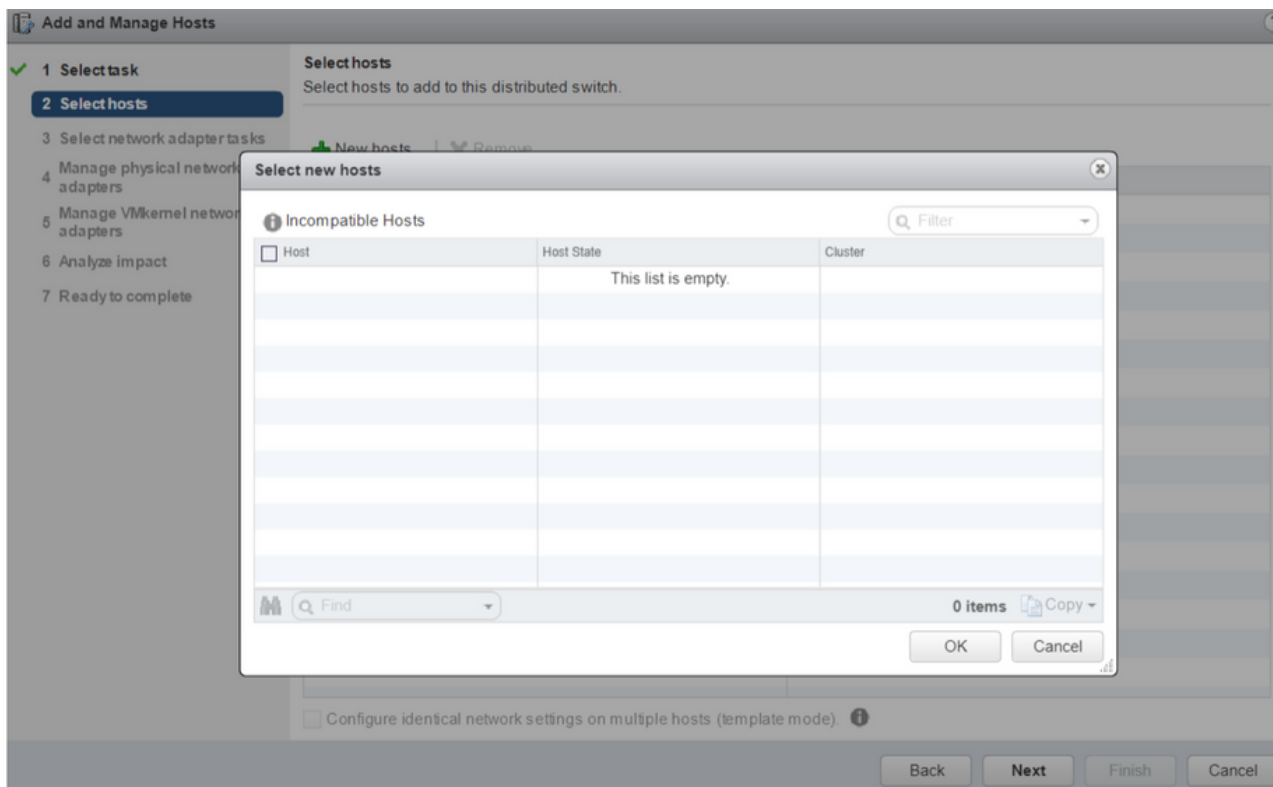 Add and Manage Hosts
1 Select task
2 Select hosts
3 Select network adapter tasks
4 Manage physical network
adapters
5 Manage VMkernel networ
adapters
6 Analyze impact
7 Ready to complete
Select hosts
Select hosts to add to this distributed switch.
New hosts Remove
Select new hosts
Incompatible Hosts
Filter
Host Host State Cluster
This list is empty.
Find
0 items Copy
OK Cancel
Configure identical network settings on multiple hosts (template mode).
Back Next Finish Cancel